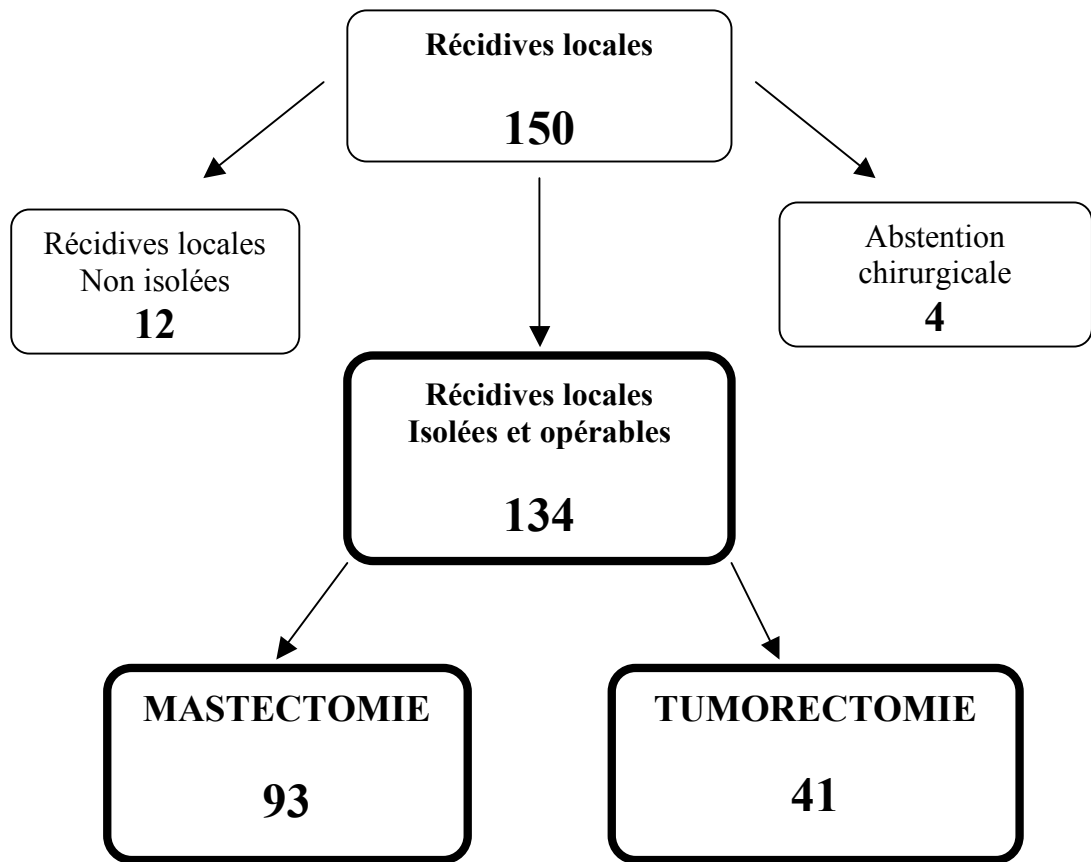 Récidives locales
150
Récidives locales
Non isolées
12
Abstention
chirurgicale
4
Récidives locales
Isolées et opérables
134
MASTECTOMIE
93
TUMORECTOMIE
41